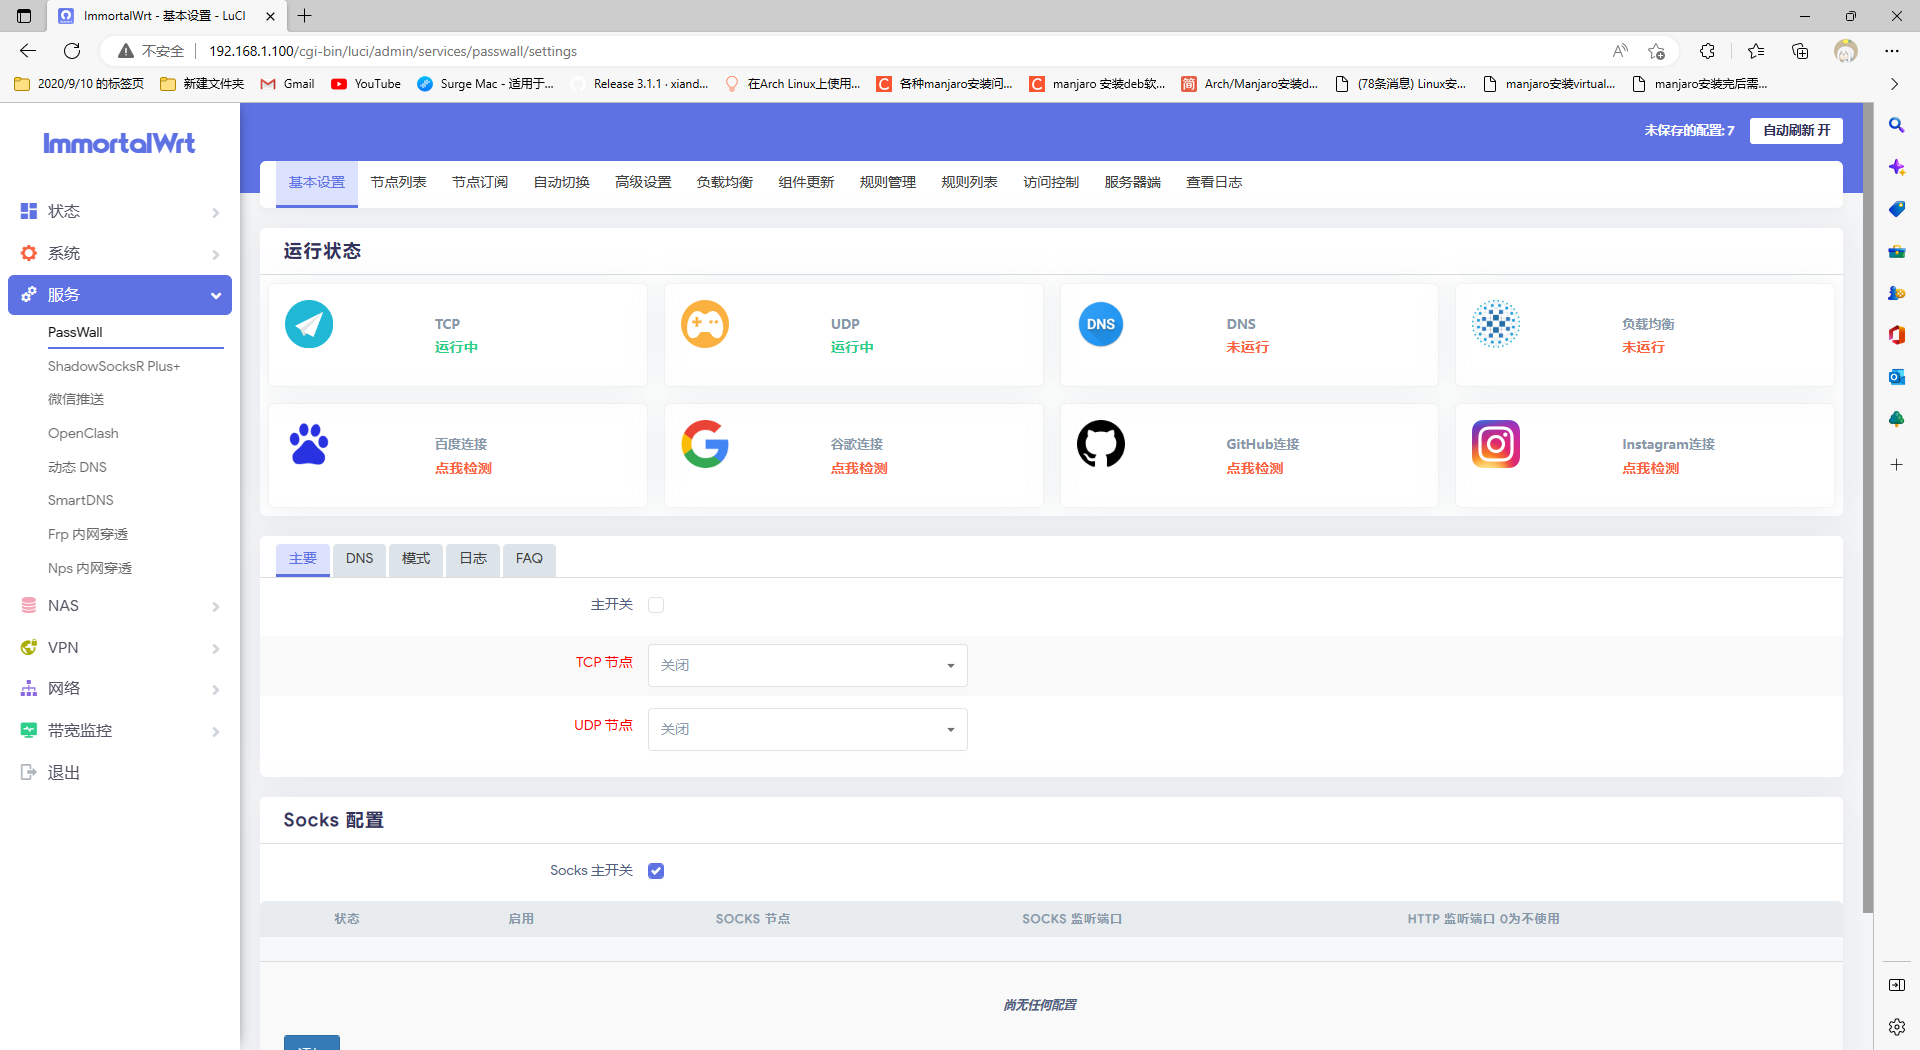 ImmortalWrt - 基本设置 - LuCI
不安全
192.168.1.100/cgi-bin/luci/admin/services/passwall/settings
2020/9/10 的标签页
新建文件夹
Gmail
YouTube
Surge Mac - 适用于...
Release 3.1.1 · xiand...
在Arch Linux上使用...
各种manjaro安装问...
manjaro 安装deb软...
Arch/Manjaro安装d...
(78条消息) Linux安...
manjaro安装virtual...
manjaro安装完后需...
ImmortalWrt
未保存的配置: 7
自动刷新 开
状态
系统
服务
PassWall
ShadowSocksR Plus+
微信推送
OpenClash
动态 DNS
SmartDNS
Frp 内网穿透
Nps 内网穿透
NAS
VPN
网络
带宽监控
退出
基本设置
节点列表
节点订阅
自动切换
高级设置
负载均衡
组件更新
规则管理
规则列表
访问控制
服务器端
查看日志
运行状态
TCP
运行中
UDP
运行中
DNS
DNS
未运行
负载均衡
未运行
百度连接
点我检测
谷歌连接
点我检测
GitHub连接
点我检测
Instagram连接
点我检测
主要
DNS
模式
日志
FAQ
主开关
TCP 节点
关闭
UDP 节点
关闭
Socks 配置
Socks 主开关
状态
启用
SOCKS 节点
SOCKS 监听端口
HTTP 监听端口 0为不使用
尚无任何配置